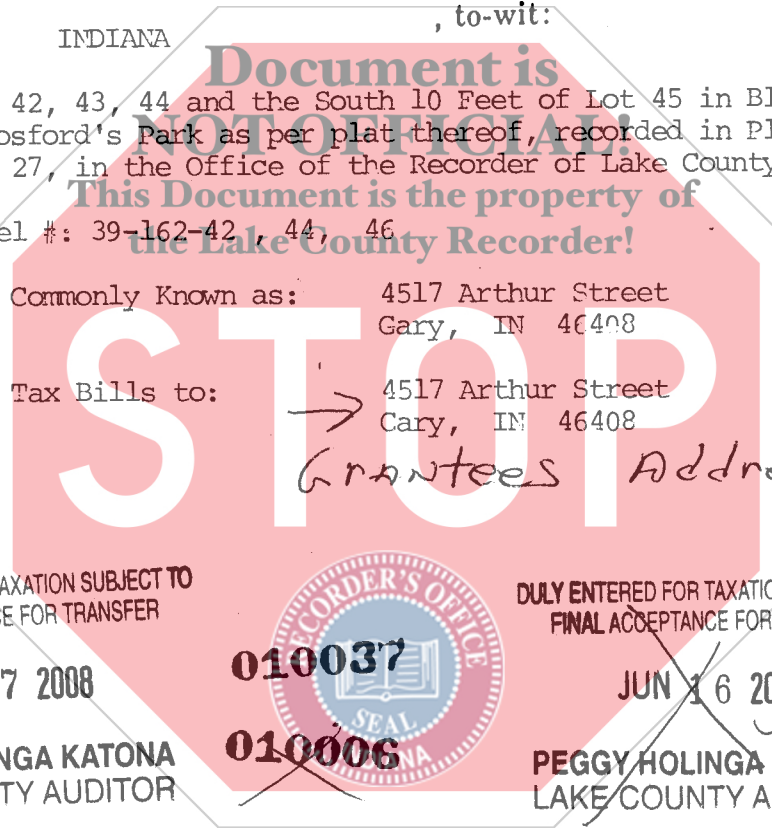 , to-wit:
INDIANA
Document is
42, 43, 44 and the South 10 Feet of Lot 45 in Bl
osford's Park as per plat thereof, recorded in Pl
NOT OFFICIAL!
27, in the Office of the Recorder of Lake County
This Document is the property of
el #: 39-162-42 , 44, 46
the Lake County Recorder!
Commonly Known as: 4517 Arthur Street
Gary, IN 46408
STOP
Tax Bills to: 4517 Arthur Street
Cary, IN 46408
Grantees Addre
AXATION SUBJECT TO
CE FOR TRANSFER
7 2008
NGA KATONA
TY AUDITOR
010037
010006
RECORDER'S OFFICE
SEAL
INDIANA
DULY ENTERED FOR TAXATIO
FINAL ACCEPTANCE FOR
JUN 16 20
PEGGY HOLINGA
LAKE COUNTY A